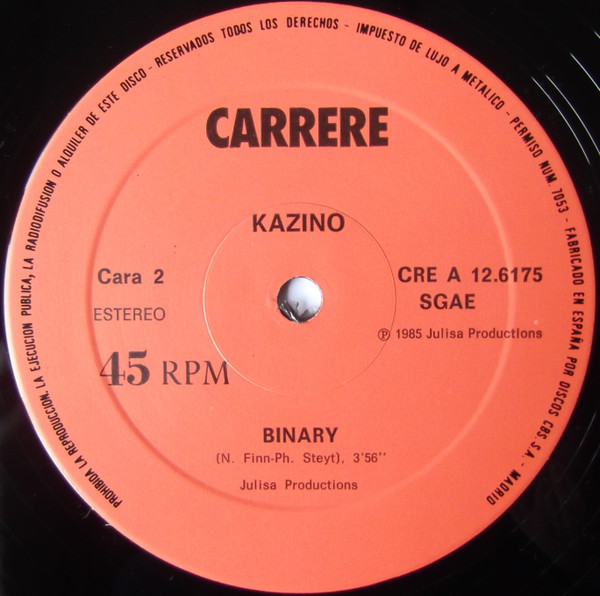 PROHIBIDA LA REPRODUCCION, LA EJECUCION PUBLICA, LA RADIODIFUSION O ALQUILER DE ESTE DISCO - RESERVADOS TODOS LOS DERECHOS - IMPUESTO DE LUJO A METALICO - PERMISO NUM. 7053 - FABRICADO EN ESPAÑA POR DISCOS CBS, S.A. - MADRID
CARRERE
KAZINO
Cara 2
ESTEREO
45 RPM
CRE A 12.6175
SGAE
Ⓟ 1985 Julisa Productions
BINARY
(N. Finn-Ph. Steyt), 3'56''
Julisa Productions